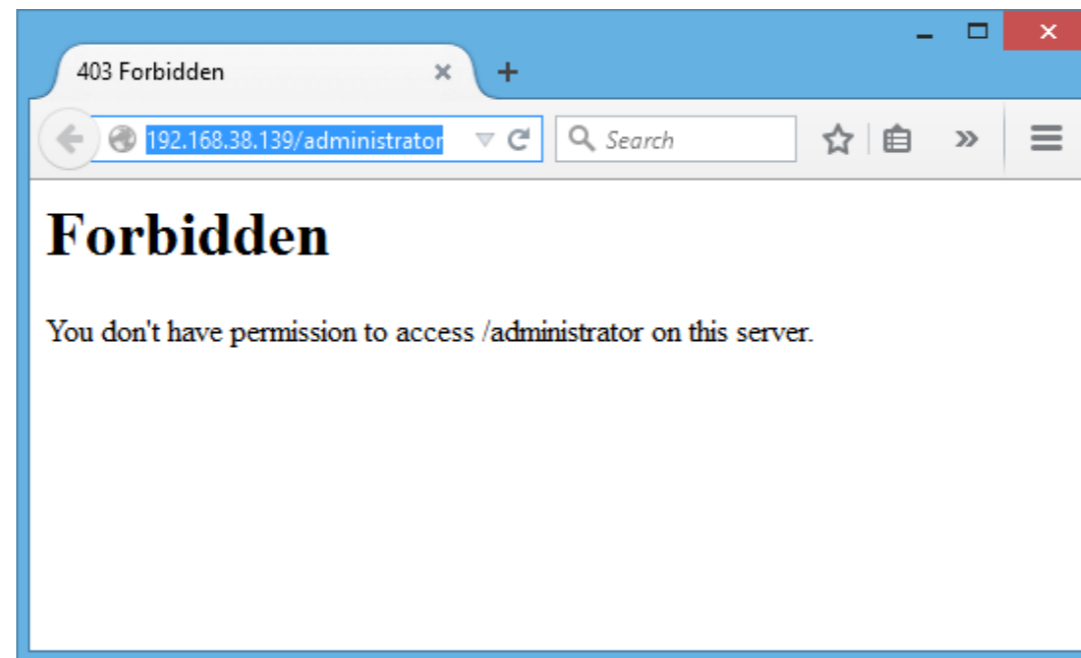 403 Forbidden
192.168.38.139/administrator Search
Forbidden
You don't have permission to access /administrator on this server.